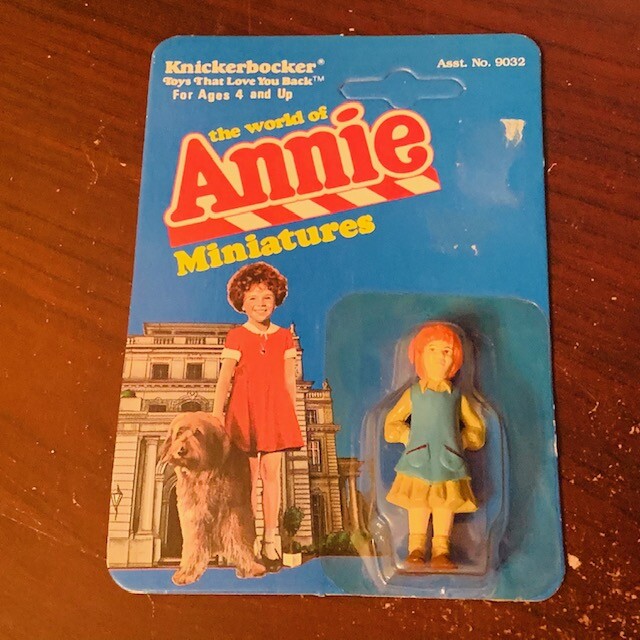 Knickerbocker®
Toys That Love You Back™
For Ages 4 and Up
Asst. No. 9032
the world of
Annie
Miniatures